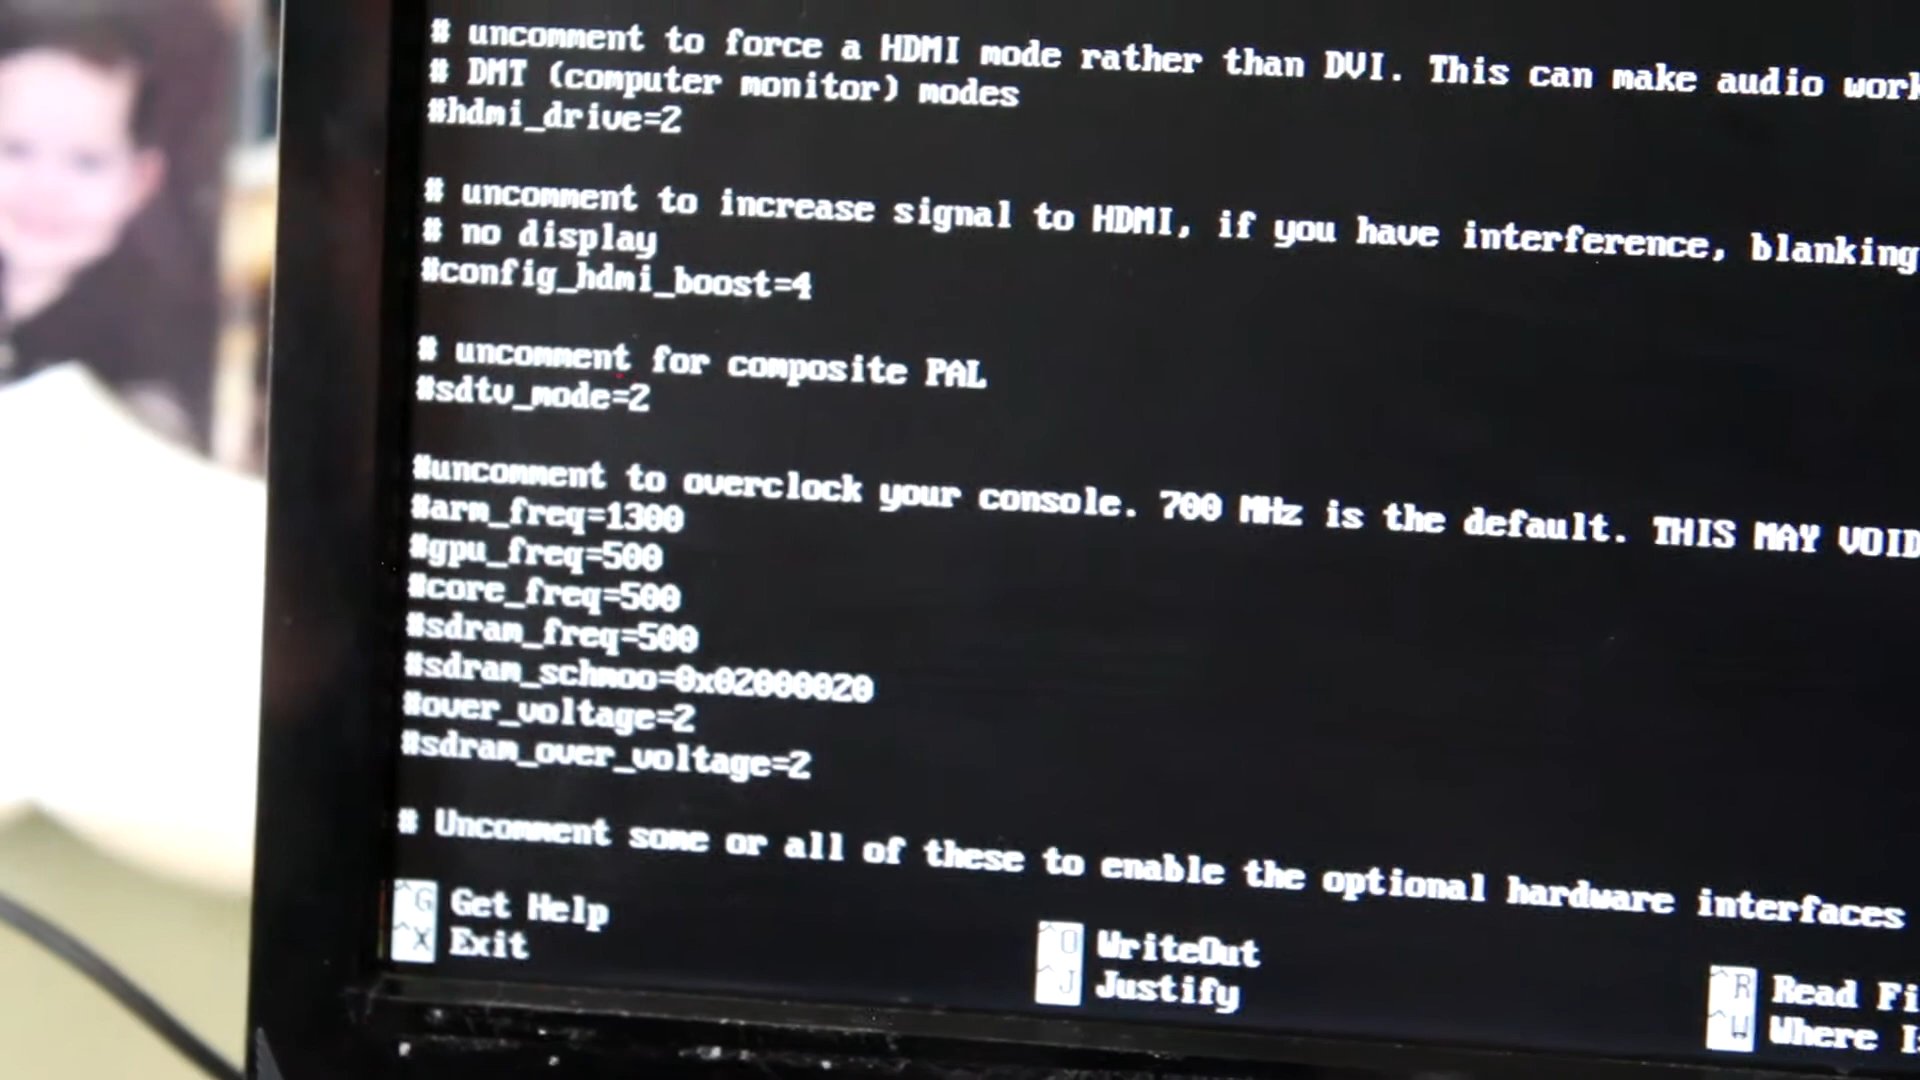 # uncomment to force a HDMI mode rather than DVI. This can make audio work
# DMT (computer monitor) modes
#hdmi_drive=2
# uncomment to increase signal to HDMI, if you have interference, blanking
# no display
#config_hdmi_boost=4
# uncomment for composite PAL
#sdtv_mode=2
#uncomment to overclock your console. 700 MHz is the default. THIS MAY VOID
#arm_freq=1300
#gpu_freq=500
#core_freq=500
#sdram_freq=500
#sdram_schmoo=0x02000020
#over_voltage=2
#sdram_over_voltage=2
# Uncomment some or all of these to enable the optional hardware interfaces
^G Get Help ^O WriteOut ^R Read Fi
^X Exit ^J Justify ^W Where I